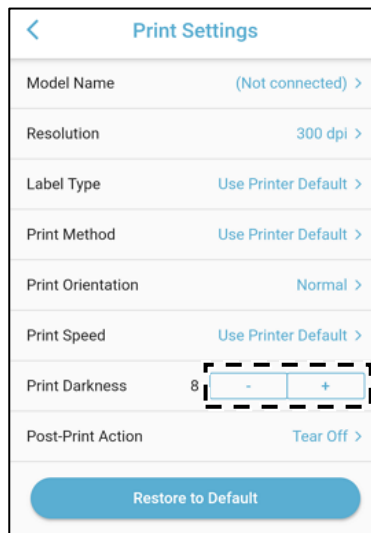 Print Settings
Model Name (Not connected)
Resolution 300 dpi
Label Type Use Printer Default
Print Method Use Printer Default
Print Orientation Normal
Print Speed Use Printer Default
Print Darkness 8 - +
Post-Print Action Tear Off
Restore to Default